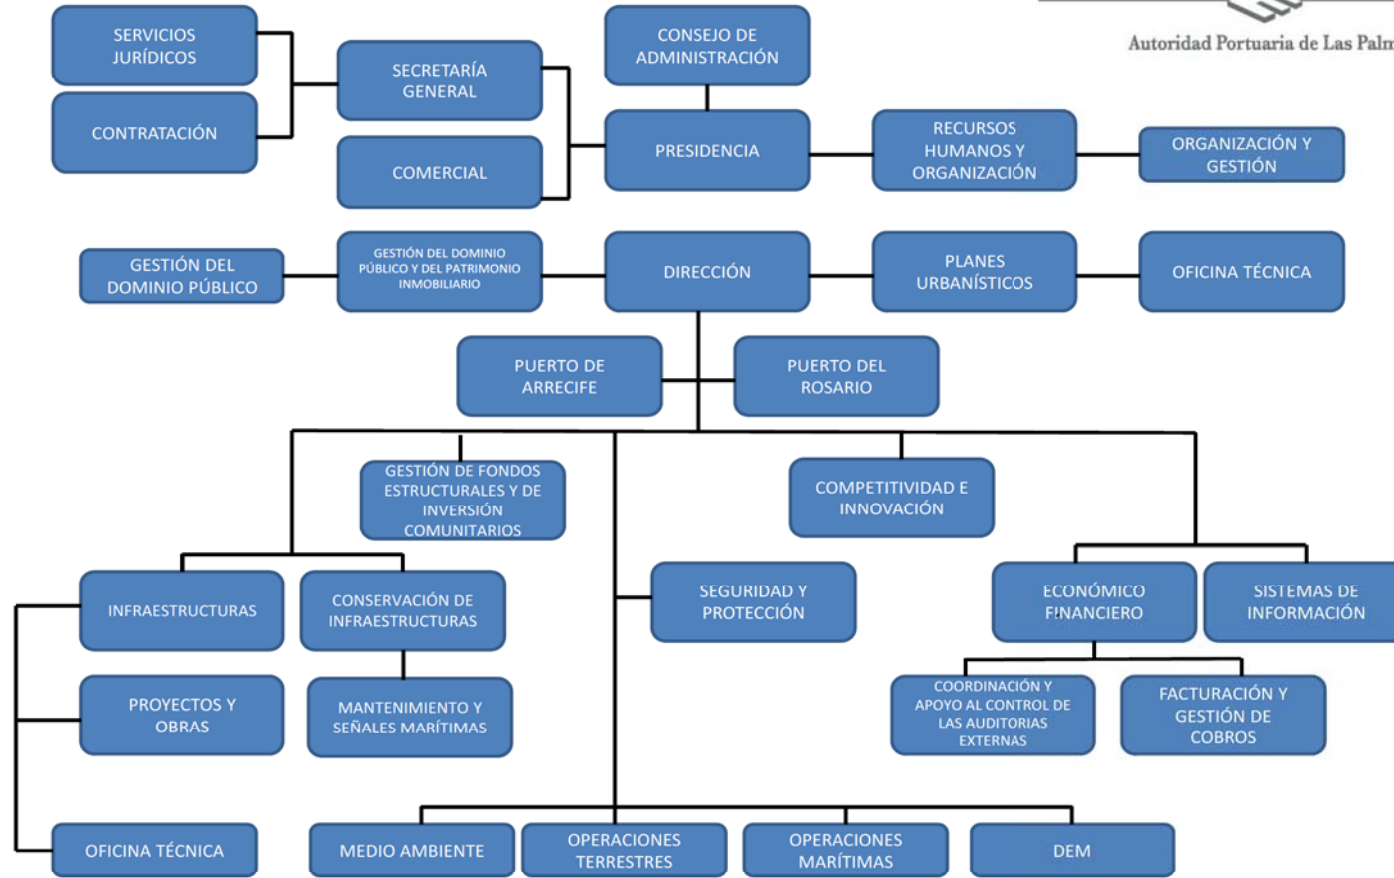 Autoridad Portuaria de Las Palm
SERVICIOS
JURÍDICOS
CONTRATACIÓN
SECRETARÍA
GENERAL
COMERCIAL
CONSEJO DE
ADMINISTRACIÓN
PRESIDENCIA
RECURSOS
HUMANOS Y
ORGANIZACIÓN
ORGANIZACIÓN Y
GESTIÓN
GESTIÓN DEL
DOMINIO PÚBLICO
GESTIÓN DEL DOMINIO
PÚBLICO Y DEL PATRIMONIO
INMOBILIARIO
DIRECCIÓN
PLANES
URBANÍSTICOS
OFICINA TÉCNICA
PUERTO DE
ARRECIFE
PUERTO DEL
ROSARIO
GESTIÓN DE FONDOS
ESTRUCTURALES Y DE
INVERSIÓN
COMUNITARIOS
COMPETITIVIDAD E
INNOVACIÓN
INFRAESTRUCTURAS
CONSERVACIÓN DE
INFRAESTRUCTURAS
SEGURIDAD Y
PROTECCIÓN
ECONÓMICO
FINANCIERO
SISTEMAS DE
INFORMACIÓN
PROYECTOS Y
OBRAS
MANTENIMIENTO Y
SEÑALES MARÍTIMAS
COORDINACIÓN Y
APOYO AL CONTROL DE
LAS AUDITORIAS
EXTERNAS
FACTURACIÓN Y
GESTIÓN DE
COBROS
OFICINA TÉCNICA
MEDIO AMBIENTE
OPERACIONES
TERRESTRES
OPERACIONES
MARÍTIMAS
DEM